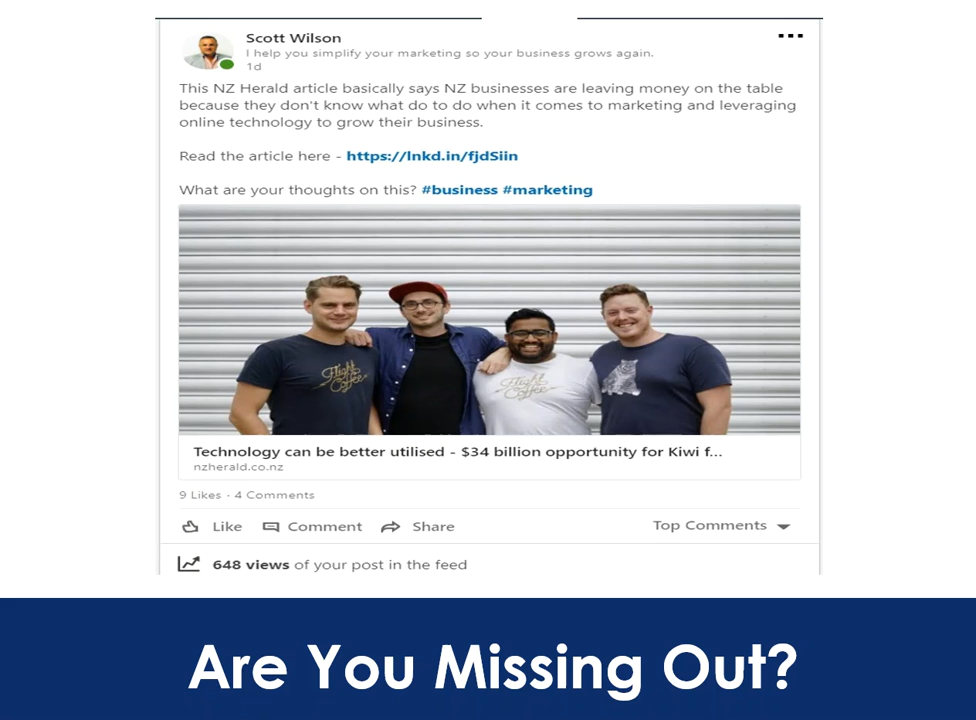 Scott Wilson
I help you simplify your marketing so your business grows again.
1d
This NZ Herald article basically says NZ businesses are leaving money on the table
because they don't know what do to do when it comes to marketing and leveraging
online technology to grow their business.
Read the article here - https://lnkd.in/fjdSiin
What are your thoughts on this? #business #marketing
Flight Coffee
Flight Coffee
Technology can be better utilised - $34 billion opportunity for Kiwi f...
nzherald.co.nz
9 Likes · 4 Comments
Like Comment Share Top Comments
648 views of your post in the feed
Are You Missing Out?